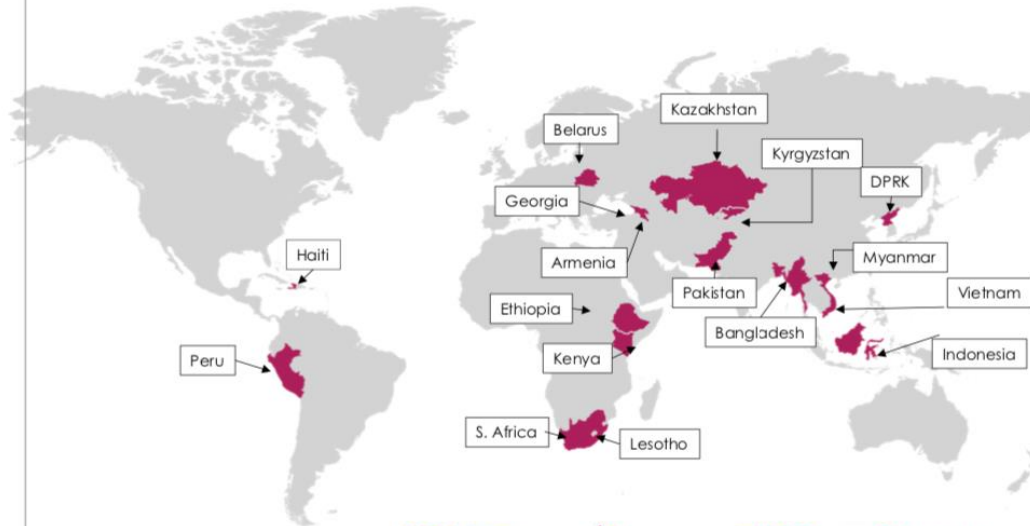 Kazakhstan
Belarus
Kyrgyzstan
DPRK
Georgia
Haiti
Armenia
Myanmar
Pakistan
Vietnam
Ethiopia
Bangladesh
Peru
Kenya
Indonesia
S. Africa
Lesotho